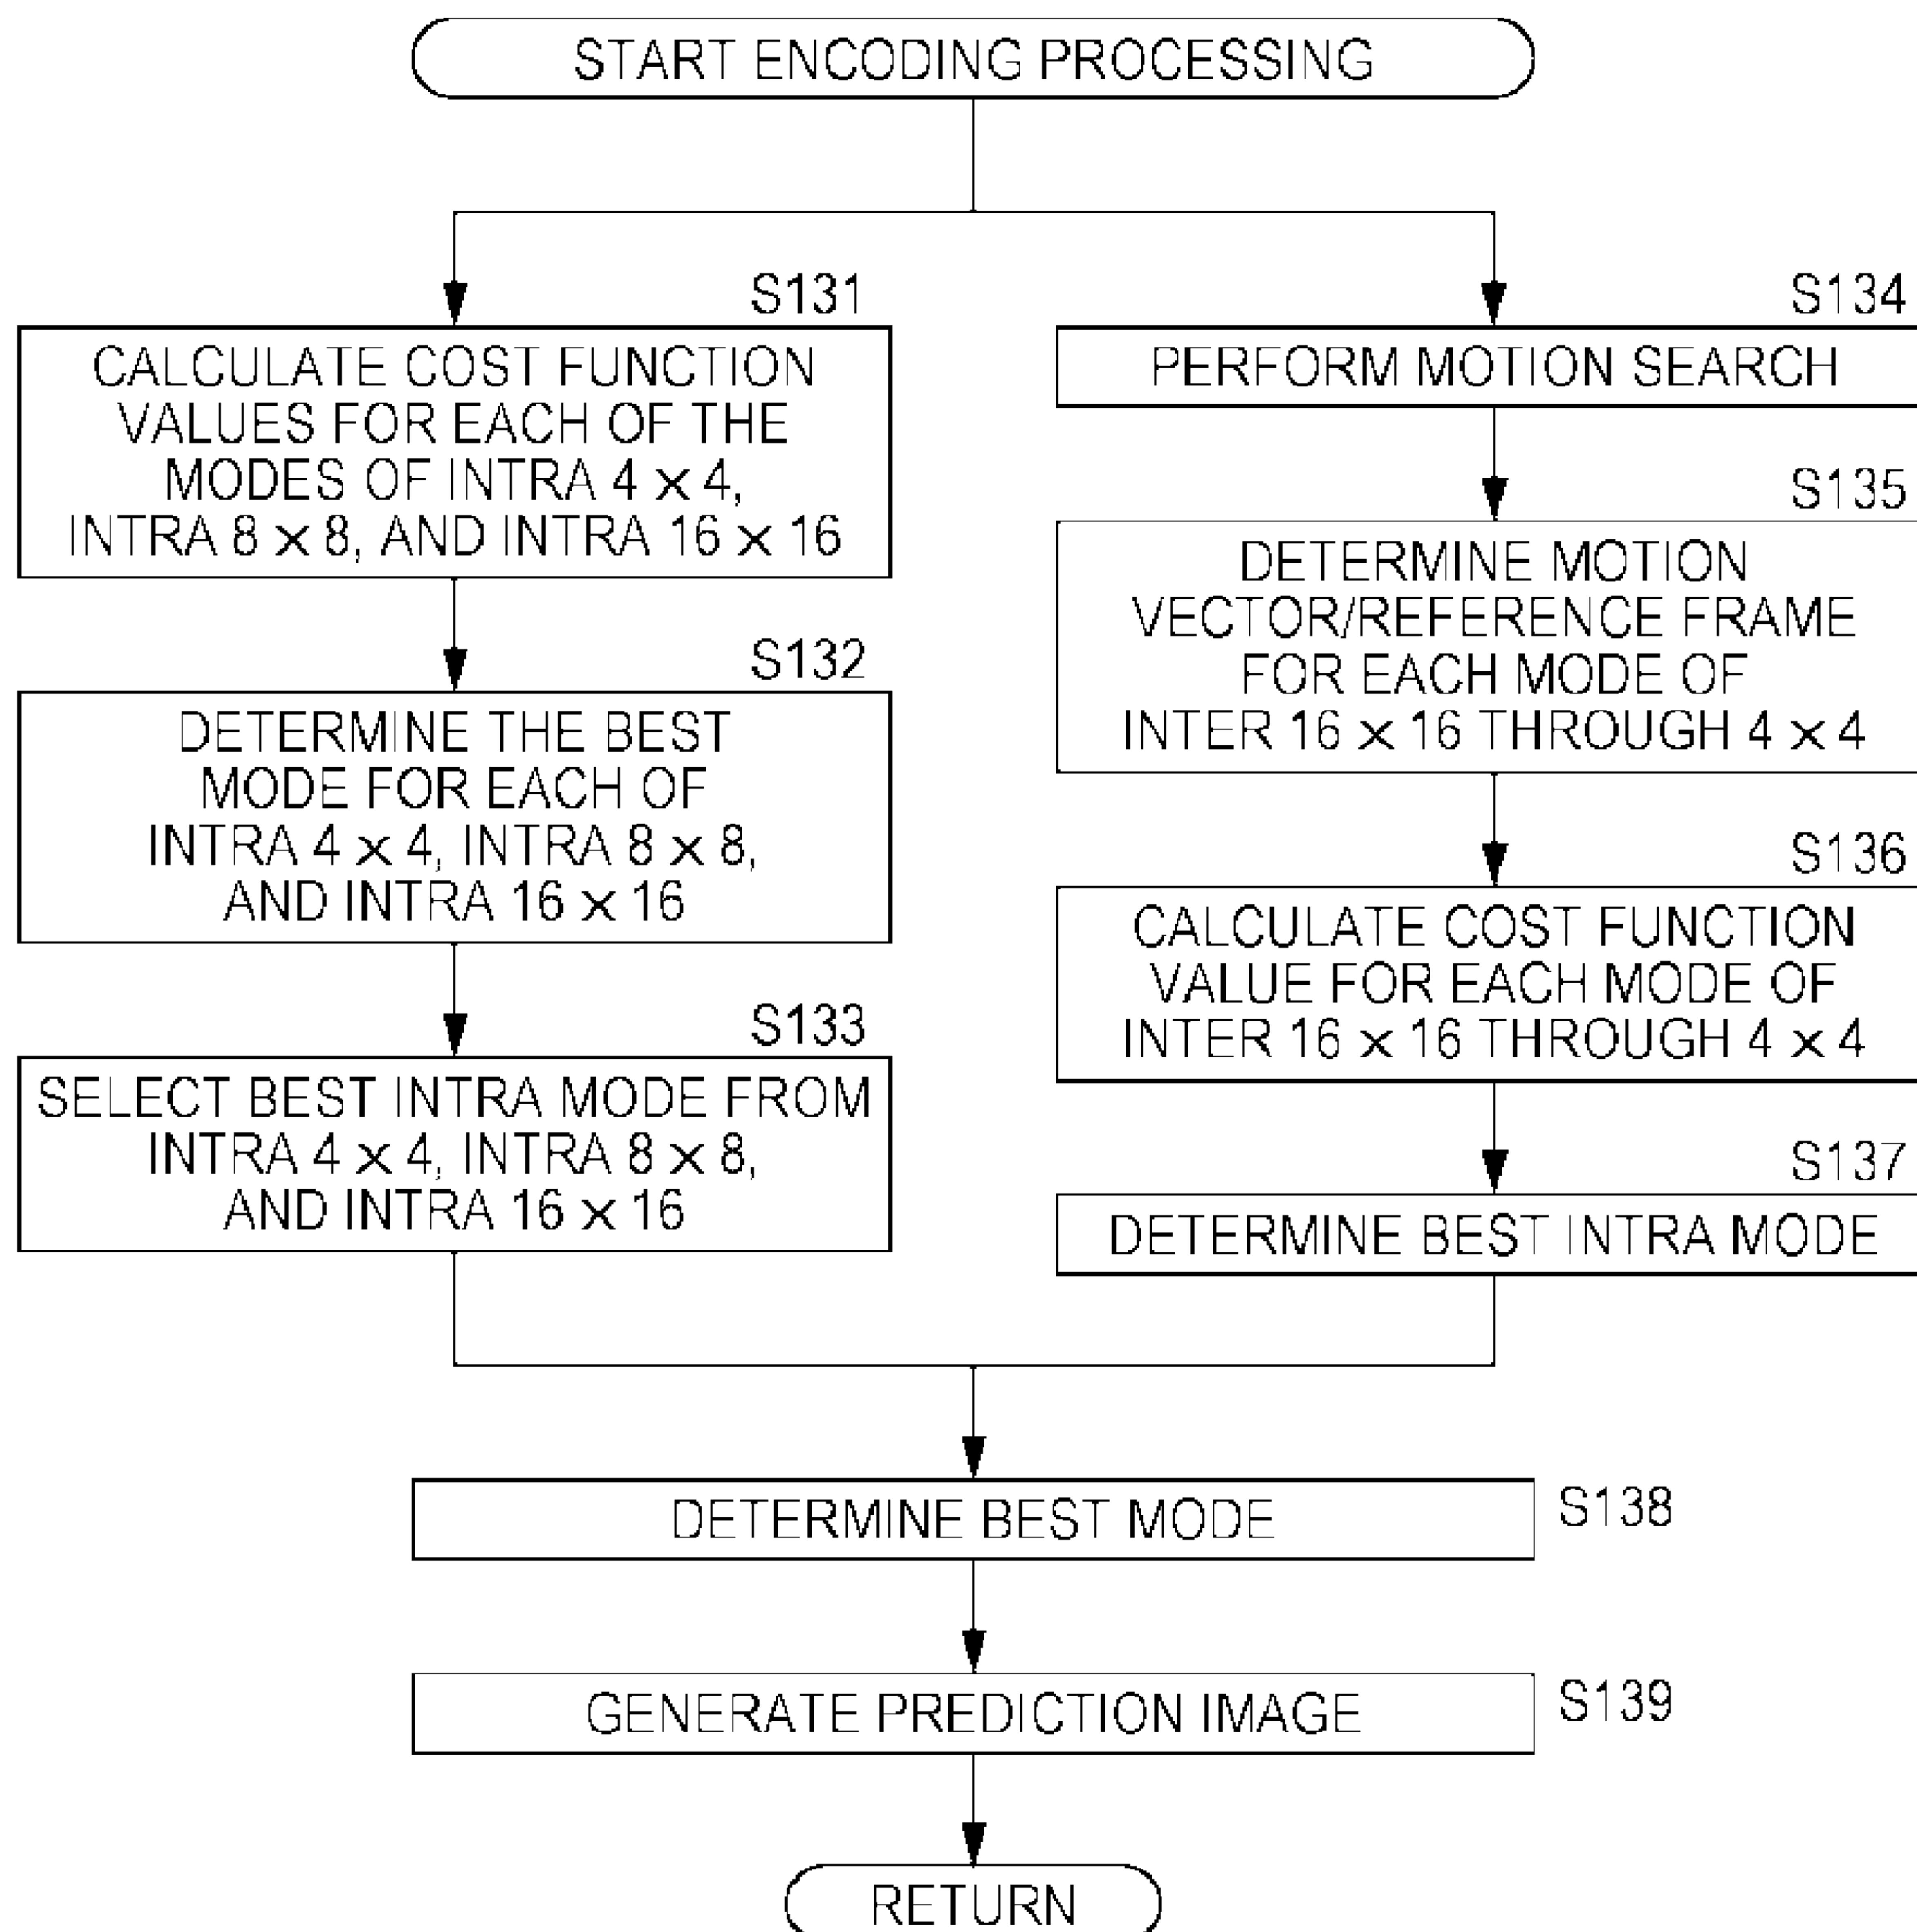 START ENCODING PROCESSING
S131
CALCULATE COST FUNCTION
VALUES FOR EACH OF THE
MODES OF INTRA 4 × 4,
INTRA 8 × 8, AND INTRA 16 × 16
S132
DETERMINE THE BEST
MODE FOR EACH OF
INTRA 4 × 4, INTRA 8 × 8,
AND INTRA 16 × 16
S133
SELECT BEST INTRA MODE FROM
INTRA 4 × 4, INTRA 8 × 8,
AND INTRA 16 × 16
S134
PERFORM MOTION SEARCH
S135
DETERMINE MOTION
VECTOR/REFERENCE FRAME
FOR EACH MODE OF
INTER 16 × 16 THROUGH 4 × 4
S136
CALCULATE COST FUNCTION
VALUE FOR EACH MODE OF
INTER 16 × 16 THROUGH 4 × 4
S137
DETERMINE BEST INTRA MODE
DETERMINE BEST MODE
S138
GENERATE PREDICTION IMAGE
S139
RETURN